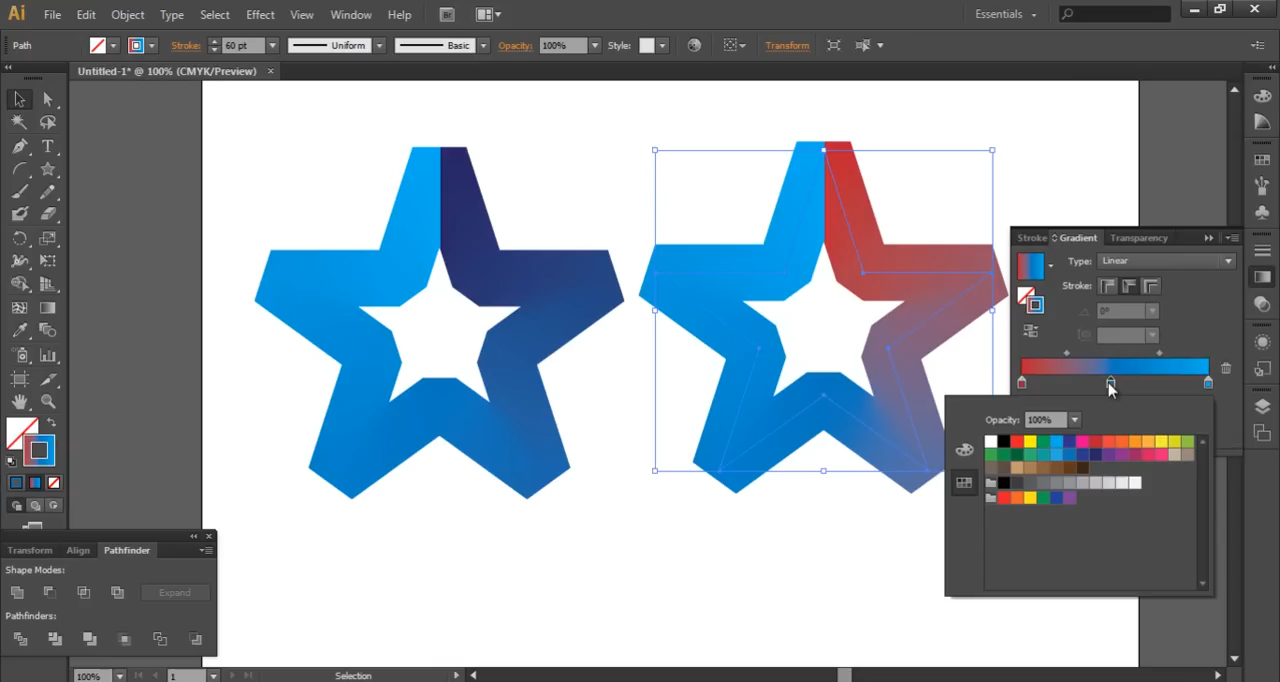 Ai File Edit Object Type Select Effect View Window Help Br Essentials
Path Stroke: 60 pt Uniform Basic Opacity: 100% Style: Transform
Untitled-1* @ 100% (CMYK/Preview)
Stroke Gradient Transparency
Type: Linear
Stroke:
0°
Opacity: 100%
Transform Align Pathfinder
Shape Modes:
Expand
Pathfinders:
100% 1 Selection